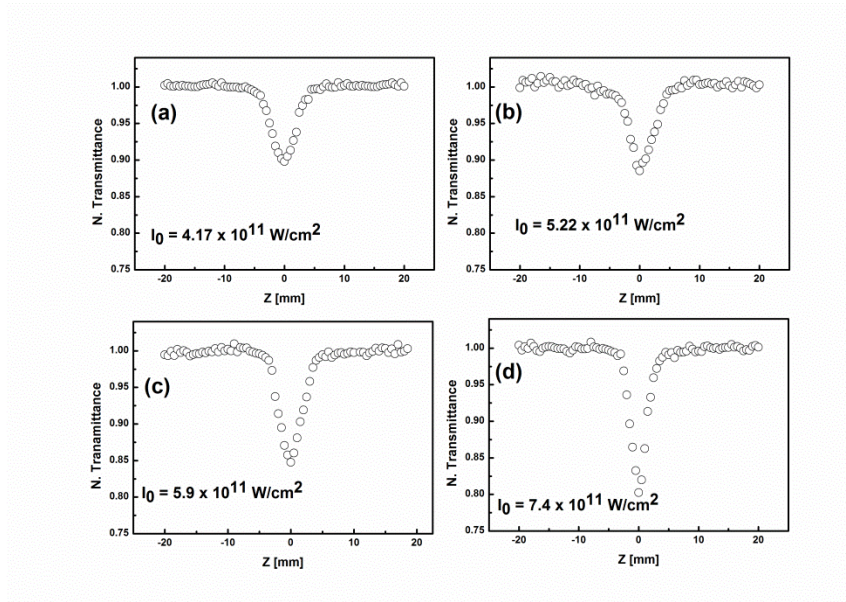 (a)
N. Transmittance
1.00
0.95
0.90
0.85
0.80
0.75
I0 = 4.17 x 10^11 W/cm^2
-20 -10 0 10 20
Z [mm]
(b)
N. Transmittance
1.00
0.95
0.90
0.85
0.80
0.75
I0 = 5.22 x 10^11 W/cm^2
-20 -10 0 10 20
Z [mm]
(c)
N. Tranamittance
1.00
0.95
0.90
0.85
0.80
0.75
I0 = 5.9 x 10^11 W/cm^2
-20 -10 0 10 20
Z [mm]
(d)
N. Transmittance
1.00
0.95
0.90
0.85
0.80
0.75
I0 = 7.4 x 10^11 W/cm^2
-20 -10 0 10 20
Z [mm]